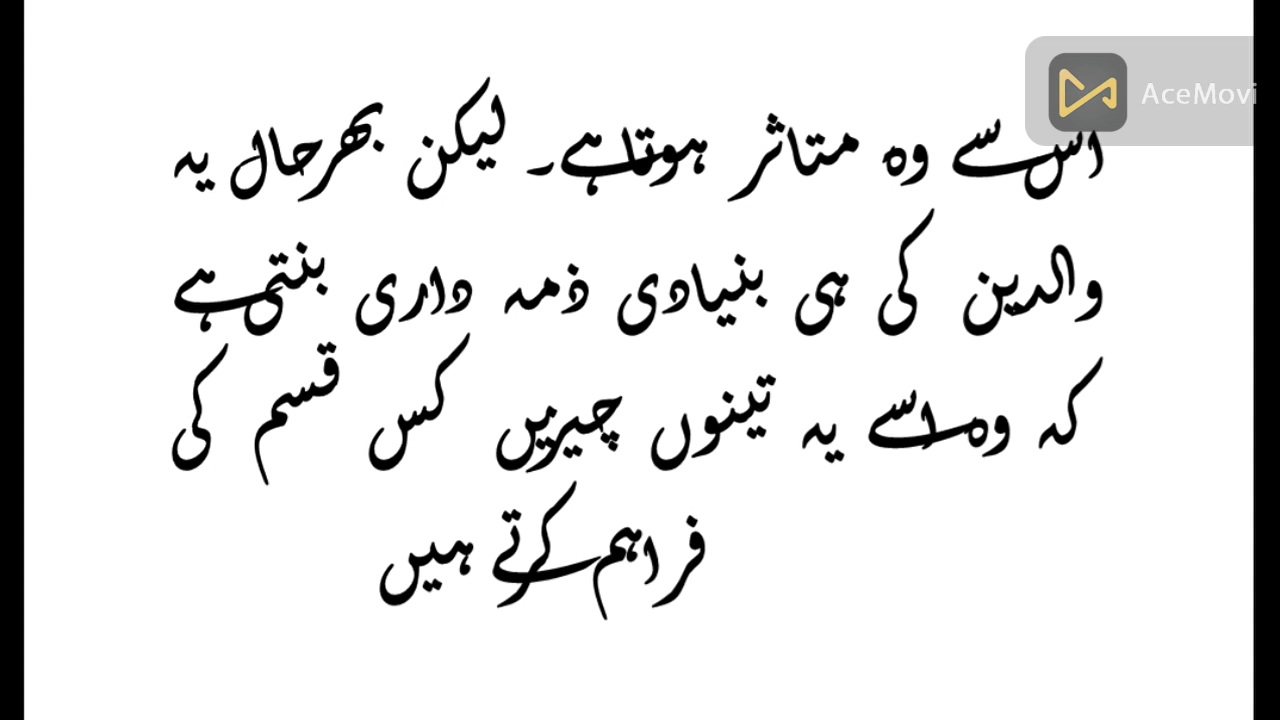 AceMovi
اس سے وہ متاثر ہوتا ہے۔ لیکن بھرحال یہ
والدین کی ہی بنیادی ذمہ داری بنتی ہے
کہ وہ اسے یہ تینوں چیزیں کس قسم کی
فراہم کرتے ہیں